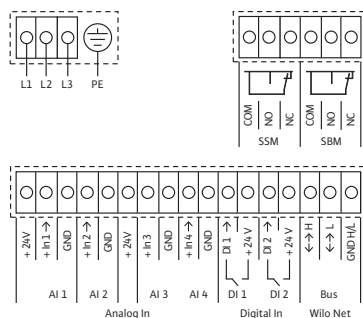 L1 L2 L3 PE
COM NO NC COM NO NC
SSM SBM
+ 24V + In 1 → GND + In 2 → GND + 24V + In 3 GND + In 4 → GND DI 1 → + 24 V DI 2 → + 24 V ←→ H ←→ L GND H/L
AI 1 AI 2 AI 3 AI 4 DI 1 DI 2 Bus
Analog In Digital In Wilo Net